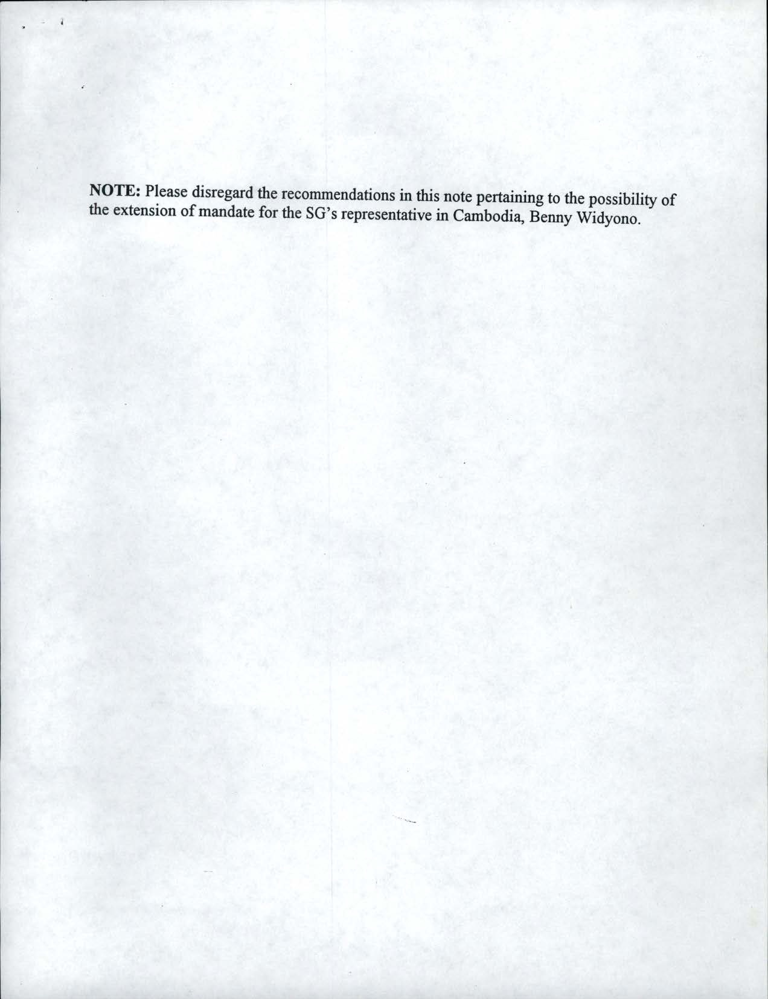 NOTE: Please disregard the recommendations in this note pertaining to the possibility of
the extension of mandate for the SG's representative in Cambodia, Benny Widyono.